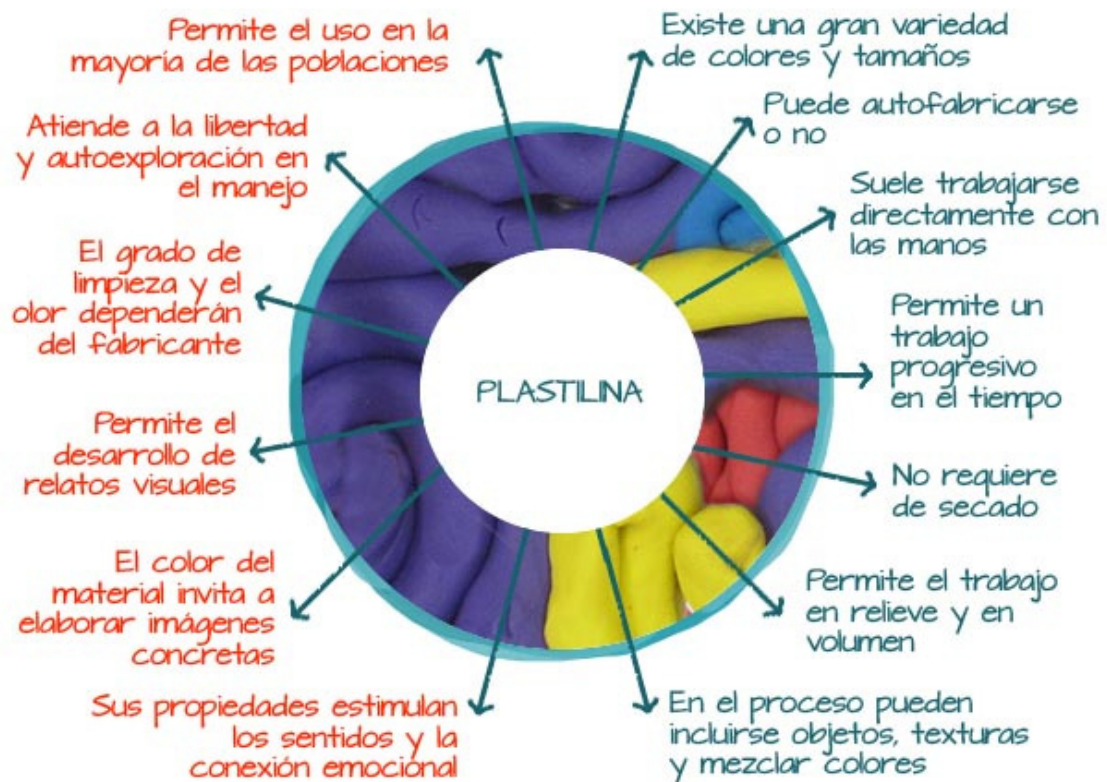 Permite el uso en la
mayoría de las poblaciones
Atiende a la libertad
y autoexploración en
el manejo
El grado de
limpieza y el
olor dependerán
del fabricante
Permite el
desarrollo de
relatos visuales
El color del
material invita a
elaborar imágenes
concretas
Sus propiedades estimulan
los sentidos y la
conexión emocional
PLASTILINA
Existe una gran variedad
de colores y tamaños
Puede autofabricarse
o no
Suele trabajarse
directamente con
las manos
Permite un
trabajo
progresivo
en el tiempo
No requiere
de secado
Permite el trabajo
en relieve y en
volumen
En el proceso pueden
incluirse objetos, texturas
y mezclar colores